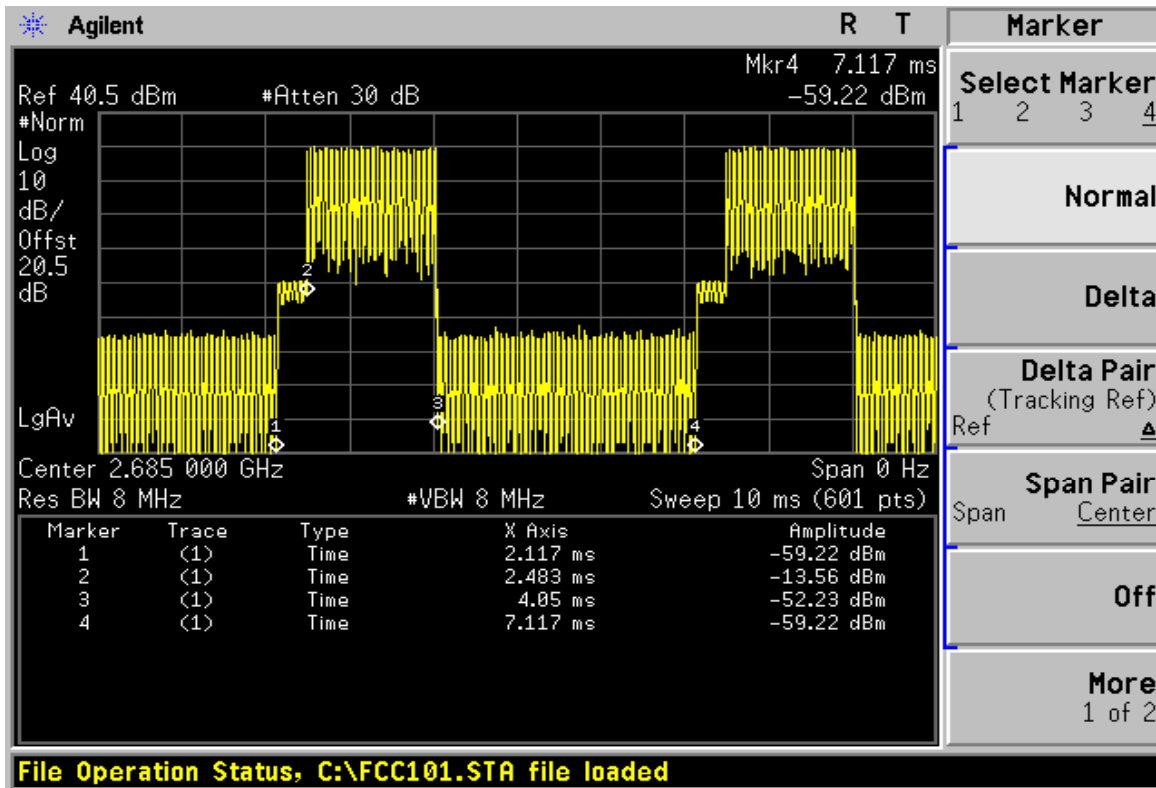 Agilent R T Marker
Mkr4 7.117 ms
Ref 40.5 dBm #Atten 30 dB -59.22 dBm
#Norm
Log
10
dB/
Offst
20.5
dB
LgAv
1
2
3
4
Center 2.685 000 GHz Span 0 Hz
Res BW 8 MHz #VBW 8 MHz Sweep 10 ms (601 pts)
Marker Trace Type X Axis Amplitude
1 (1) Time 2.117 ms -59.22 dBm
2 (1) Time 2.483 ms -13.56 dBm
3 (1) Time 4.05 ms -52.23 dBm
4 (1) Time 7.117 ms -59.22 dBm
Select Marker
1 2 3 4
Normal
Delta
Delta Pair
(Tracking Ref)
Ref Δ
Span Pair
Span Center
Off
More
1 of 2
File Operation Status, C:\FCC101.STA file loaded